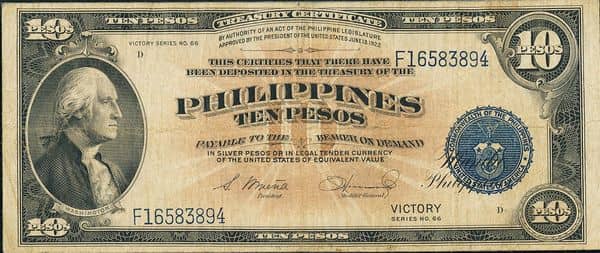 TEN PESOS TREASURY CERTIFICATE TEN PESOS
10 PESOS
BY AUTHORITY OF AN ACT OF THE PHILIPPINE LEGISLATURE
APPROVED BY THE PRESIDENT OF THE UNITED STATES JUNE 13, 1922
10 PESOS
VICTORY SERIES NO. 66
D
F16583894
THIS CERTIFIES THAT THERE HAVE
BEEN DEPOSITED IN THE TREASURY OF THE
PHILIPPINES
TEN PESOS
PAYABLE TO THE BEARER ON DEMAND
IN SILVER PESOS OR IN LEGAL TENDER CURRENCY
OF THE UNITED STATES OF EQUIVALENT VALUE
COMMONWEALTH OF THE PHILIPPINES
UNITED STATES OF AMERICA
WASHINGTON
F16583894
President
VICTORY
SERIES NO. 66
D
10 PESOS
TEN PESOS
10 PESOS